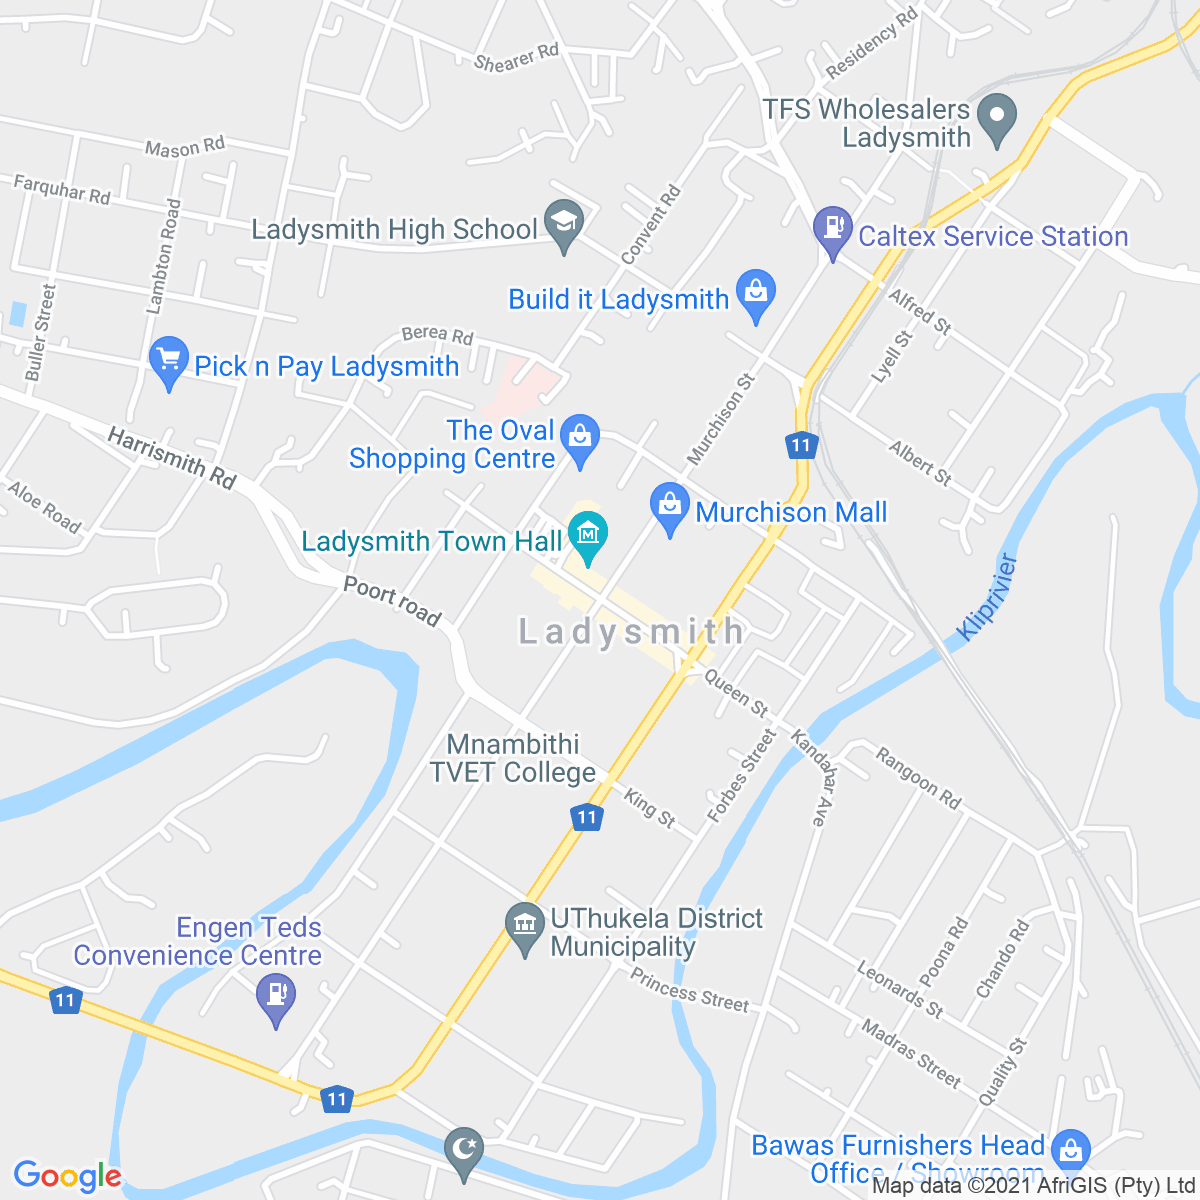 Shearer Rd
Residency Rd
TFS Wholesalers
Ladysmith
Mason Rd
Farquhar Rd
Lambton Road
Convent Rd
Ladysmith High School
Caltex Service Station
Buller Street
Build it Ladysmith
Alfred St
Berea Rd
Lyell St
Pick n Pay Ladysmith
Murchison St
The Oval
Shopping Centre
11
Harrismith Rd
Albert St
Aloe Road
Murchison Mall
Ladysmith Town Hall
M
Poort road
Kliprivier
Ladysmith
Queen St
Kandahar Ave
Mnambithi
TVET College
Forbes Street
Rangoon Rd
King St
11
Engen Teds
Convenience Centre
UThukela District
Municipality
Poona Rd
Chando Rd
Princess Street
Leonards St
11
Madras Street
Quality St
11
Bawas Furnishers Head
Office / Showroom
Google
Map data ©2021 AfriGIS (Pty) Ltd